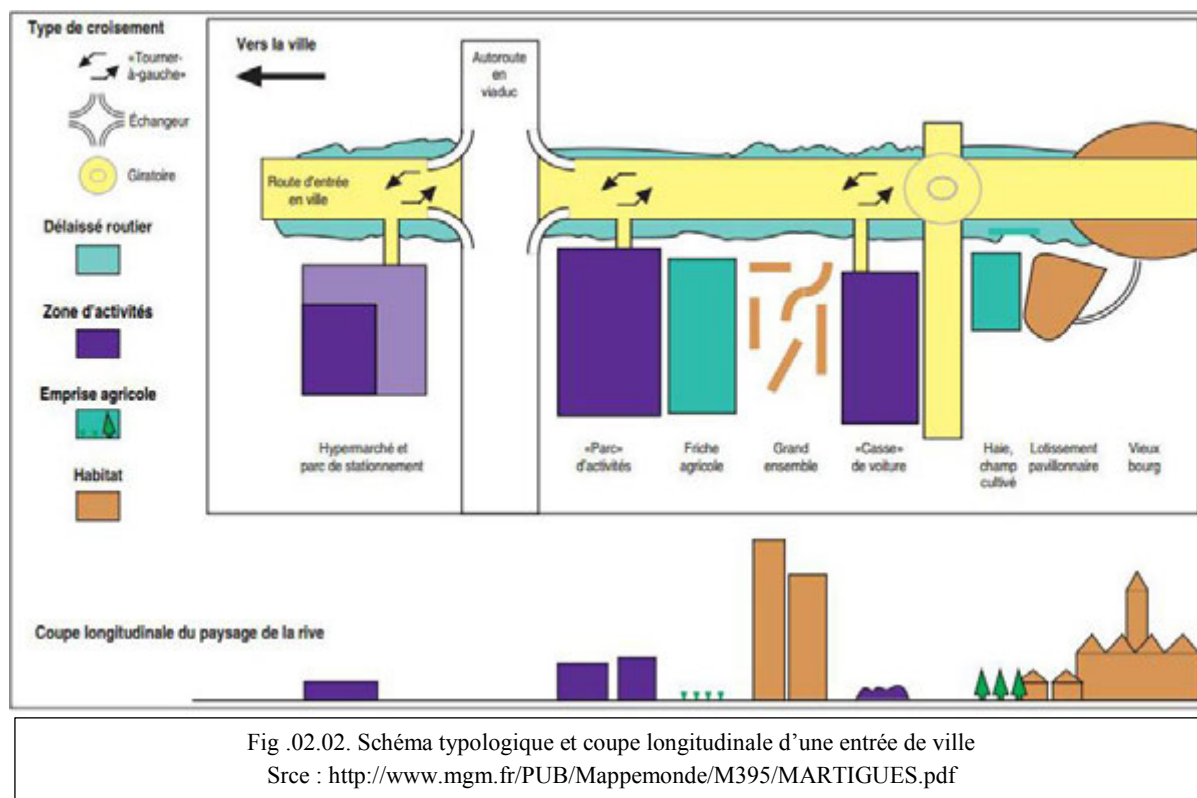 Type de croisement
«Tourner-
à-gauche»
Échangeur
Giratoire
Délaissé routier
Zone d'activités
Emprise agricole
Habitat
Vers la ville
Autoroute
en
viaduc
Route d'entrée
en ville
Hypermarché et
parc de stationnement
«Parc»
d'activités
Friche
agricole
Grand
ensemble
«Casse»
de voiture
Haie,
champ
cultivé
Lotissement
pavillonnaire
Vieux
bourg
Coupe longitudinale du paysage de la rive
Fig .02.02. Schéma typologique et coupe longitudinale d’une entrée de ville
Srce : http://www.mgm.fr/PUB/Mappemonde/M395/MARTIGUES.pdf